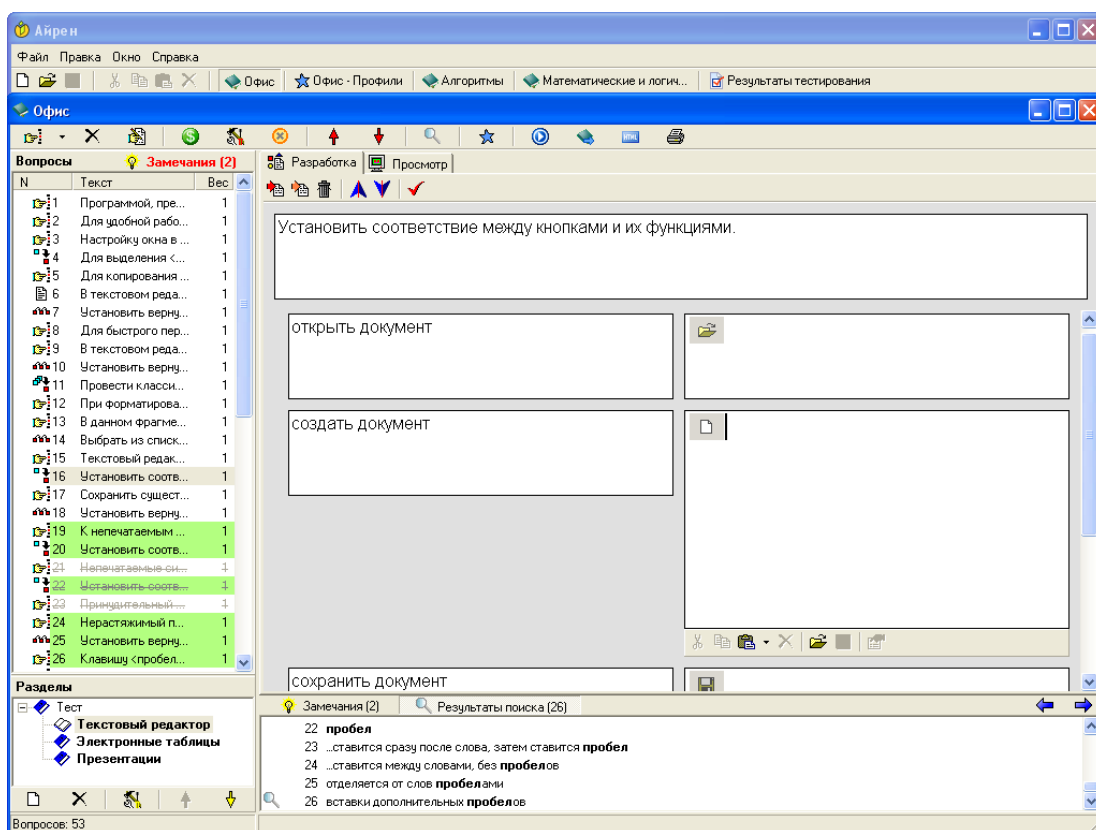 Айрен
Файл Правка Окно Справка
Офис Офис - Профили Алгоритмы Математические и логич... Результаты тестирования
Офис
Вопросы Замечания (2)
N Текст Вес
1 Программой, пре... 1
2 Для удобной рабо... 1
3 Настройку окна в ... 1
4 Для выделения <... 1
5 Для копирования ... 1
6 В текстовом реда... 1
7 Установить верну... 1
8 Для быстрого пер... 1
9 В текстовом реда... 1
10 Установить верну... 1
11 Провести класси... 1
12 При форматирова... 1
13 В данном фрагме... 1
14 Выбрать из списк... 1
15 Текстовый редак... 1
16 Установить соотв... 1
17 Сохранить сущест... 1
18 Установить верну... 1
19 К непечатаемым ... 1
20 Установить соотв... 1
21 Непечатаемые си... 1
22 Установить соотв... 1
23 Принудительный ... 1
24 Нерастяжимый п... 1
25 Установить верну... 1
26 Клавишу <пробел... 1
Разделы
Тест
Текстовый редактор
Электронные таблицы
Презентации
Вопросов: 53
Разработка Просмотр
Установить соответствие между кнопками и их функциями.
открыть документ
создать документ
сохранить документ
Замечания (2) Результаты поиска (26)
22 пробел
23 ...ставится сразу после слова, затем ставится пробел
24 ...ставится между словами, без пробелов
25 отделяется от слов пробелами
26 вставки дополнительных пробелов